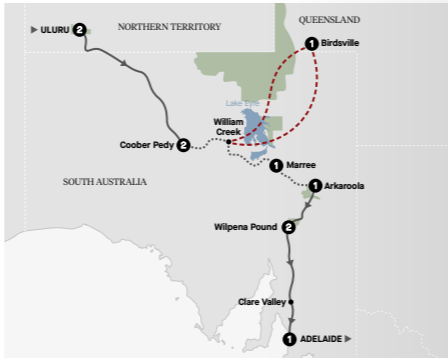 QUEENSLAND
NORTHERN TERRITORY
▶ ULURU 2
1 Birdsville
Lake Eyre
William
Creek
Coober Pedy 2
1 Marree
SOUTH AUSTRALIA
1 Arkaroola
Wilpena Pound 2
Clare Valley
1 ADELAIDE ▶